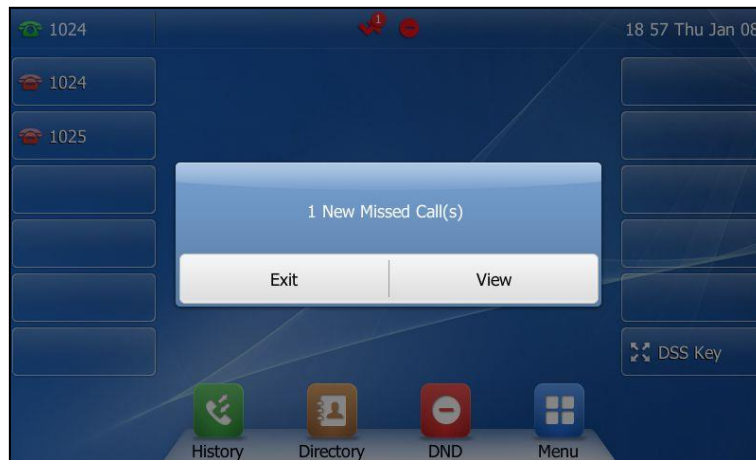 1024
1
18 57 Thu Jan 08
1024
1025
1 New Missed Call(s)
Exit View
DSS Key
History Directory DND Menu